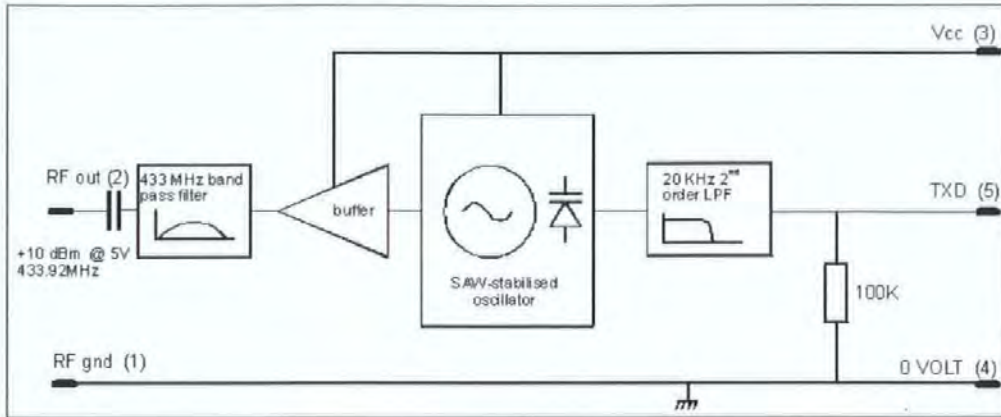 Vcc (3)
RF out (2)
433 MHz band
pass filter
buffer
20 KHz 2nd
order LPF
TXD (5)
+10 dBm @ 5V
433.92MHz
SAW-stabilised
oscillator
100K
RF gnd (1)
0 VOLT (4)